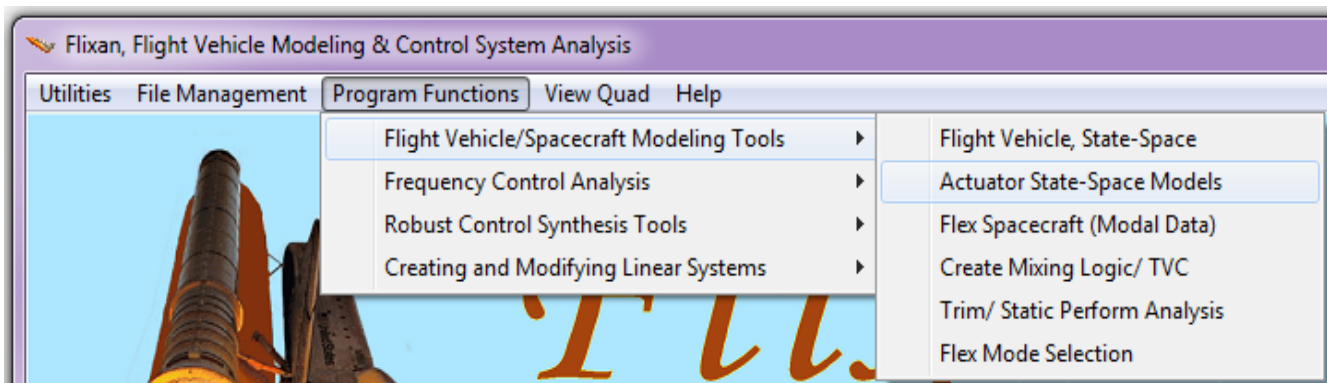 Flixan, Flight Vehicle Modeling & Control System Analysis
Utilities File Management Program Functions View Quad Help
Flight Vehicle/Spacecraft Modeling Tools
Frequency Control Analysis
Robust Control Synthesis Tools
Creating and Modifying Linear Systems
Flight Vehicle, State-Space
Actuator State-Space Models
Flex Spacecraft (Modal Data)
Create Mixing Logic/ TVC
Trim/ Static Perform Analysis
Flex Mode Selection